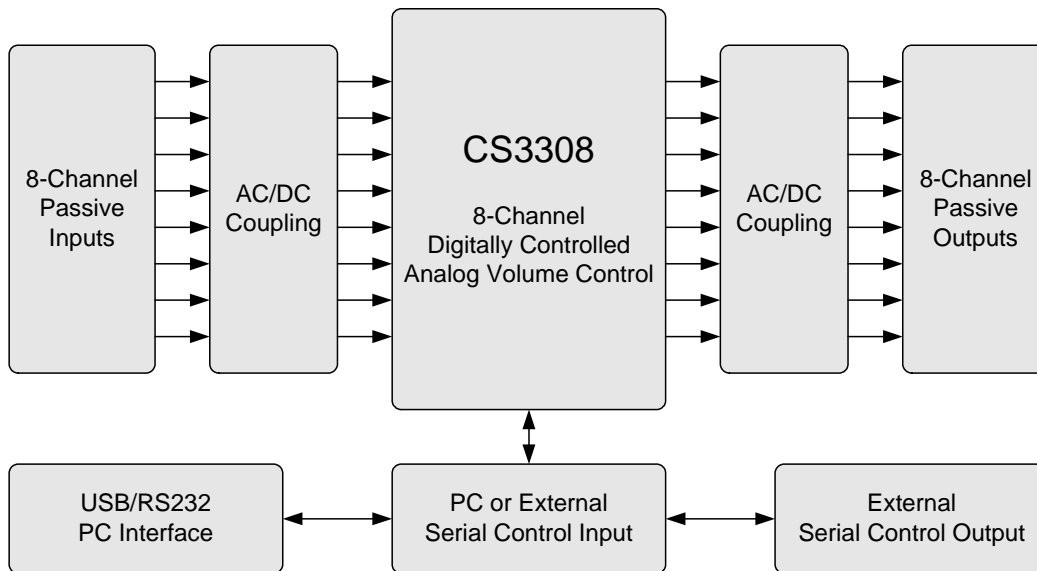 8-Channel
Passive
Inputs
AC/DC
Coupling
CS3308
8-Channel
Digitally Controlled
Analog Volume Control
AC/DC
Coupling
8-Channel
Passive
Outputs
USB/RS232
PC Interface
PC or External
Serial Control Input
External
Serial Control Output